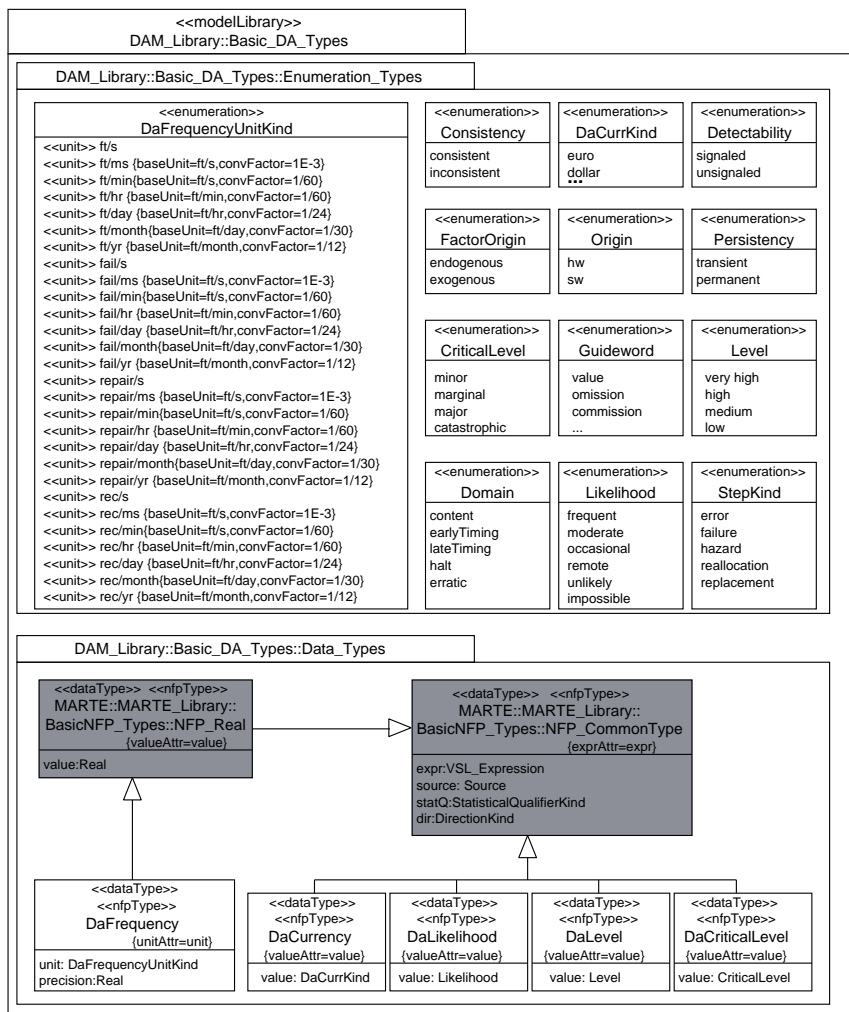 <<modelLibrary>>
DAM_Library::Basic_DA_Types
DAM_Library::Basic_DA_Types::Enumeration_Types
<<enumeration>>
DaFrequencyUnitKind
<<unit>> ft/s
<<unit>> ft/ms {baseUnit=ft/s,convFactor=1E-3}
<<unit>> ft/min{baseUnit=ft/s,convFactor=1/60}
<<unit>> ft/hr {baseUnit=ft/min,convFactor=1/60}
<<unit>> ft/day {baseUnit=ft/hr,convFactor=1/24}
<<unit>> ft/month{baseUnit=ft/day,convFactor=1/30}
<<unit>> ft/yr {baseUnit=ft/month,convFactor=1/12}
<<unit>> fail/s
<<unit>> fail/ms {baseUnit=ft/s,convFactor=1E-3}
<<unit>> fail/min{baseUnit=ft/s,convFactor=1/60}
<<unit>> fail/hr {baseUnit=ft/min,convFactor=1/60}
<<unit>> fail/day {baseUnit=ft/hr,convFactor=1/24}
<<unit>> fail/month{baseUnit=ft/day,convFactor=1/30}
<<unit>> fail/yr {baseUnit=ft/month,convFactor=1/12}
<<unit>> repair/s
<<unit>> repair/ms {baseUnit=ft/s,convFactor=1E-3}
<<unit>> repair/min{baseUnit=ft/s,convFactor=1/60}
<<unit>> repair/hr {baseUnit=ft/min,convFactor=1/60}
<<unit>> repair/day {baseUnit=ft/hr,convFactor=1/24}
<<unit>> repair/month{baseUnit=ft/day,convFactor=1/30}
<<unit>> repair/yr {baseUnit=ft/month,convFactor=1/12}
<<unit>> rec/s
<<unit>> rec/ms {baseUnit=ft/s,convFactor=1E-3}
<<unit>> rec/min{baseUnit=ft/s,convFactor=1/60}
<<unit>> rec/hr {baseUnit=ft/min,convFactor=1/60}
<<unit>> rec/day {baseUnit=ft/hr,convFactor=1/24}
<<unit>> rec/month{baseUnit=ft/day,convFactor=1/30}
<<unit>> rec/yr {baseUnit=ft/month,convFactor=1/12}
<<enumeration>>
Consistency
consistent
inconsistent
<<enumeration>>
DaCurrKind
euro
dollar
...
<<enumeration>>
Detectability
signaled
unsignaled
<<enumeration>>
FactorOrigin
endogenous
exogenous
<<enumeration>>
Origin
hw
sw
<<enumeration>>
Persistency
transient
permanent
<<enumeration>>
CriticalLevel
minor
marginal
major
catastrophic
<<enumeration>>
Guideword
value
omission
commission
...
<<enumeration>>
Level
very high
high
medium
low
<<enumeration>>
Domain
content
earlyTiming
lateTiming
halt
erratic
<<enumeration>>
Likelihood
frequent
moderate
occasional
remote
unlikely
impossible
<<enumeration>>
StepKind
error
failure
hazard
reallocation
replacement
DAM_Library::Basic_DA_Types::Data_Types
<<dataType>> <<nfpType>>
MARTE::MARTE_Library::
BasicNFP_Types::NFP_Real
{valueAttr=value}
value:Real
<<dataType>> <<nfpType>>
MARTE::MARTE_Library::
BasicNFP_Types::NFP_CommonType
{exprAttr=expr}
expr:VSL_Expression
source: Source
statQ:StatisticalQualifierKind
dir:DirectionKind
<<dataType>>
<<nfpType>>
DaFrequency
{unitAttr=unit}
unit: DaFrequencyUnitKind
precision:Real
<<dataType>>
<<nfpType>>
DaCurrency
{valueAttr=value}
value: DaCurrKind
<<dataType>>
<<nfpType>>
DaLikelihood
{valueAttr=value}
value: Likelihood
<<dataType>>
<<nfpType>>
DaLevel
{valueAttr=value}
value: Level
<<dataType>>
<<nfpType>>
DaCriticalLevel
{valueAttr=value}
value: CriticalLevel